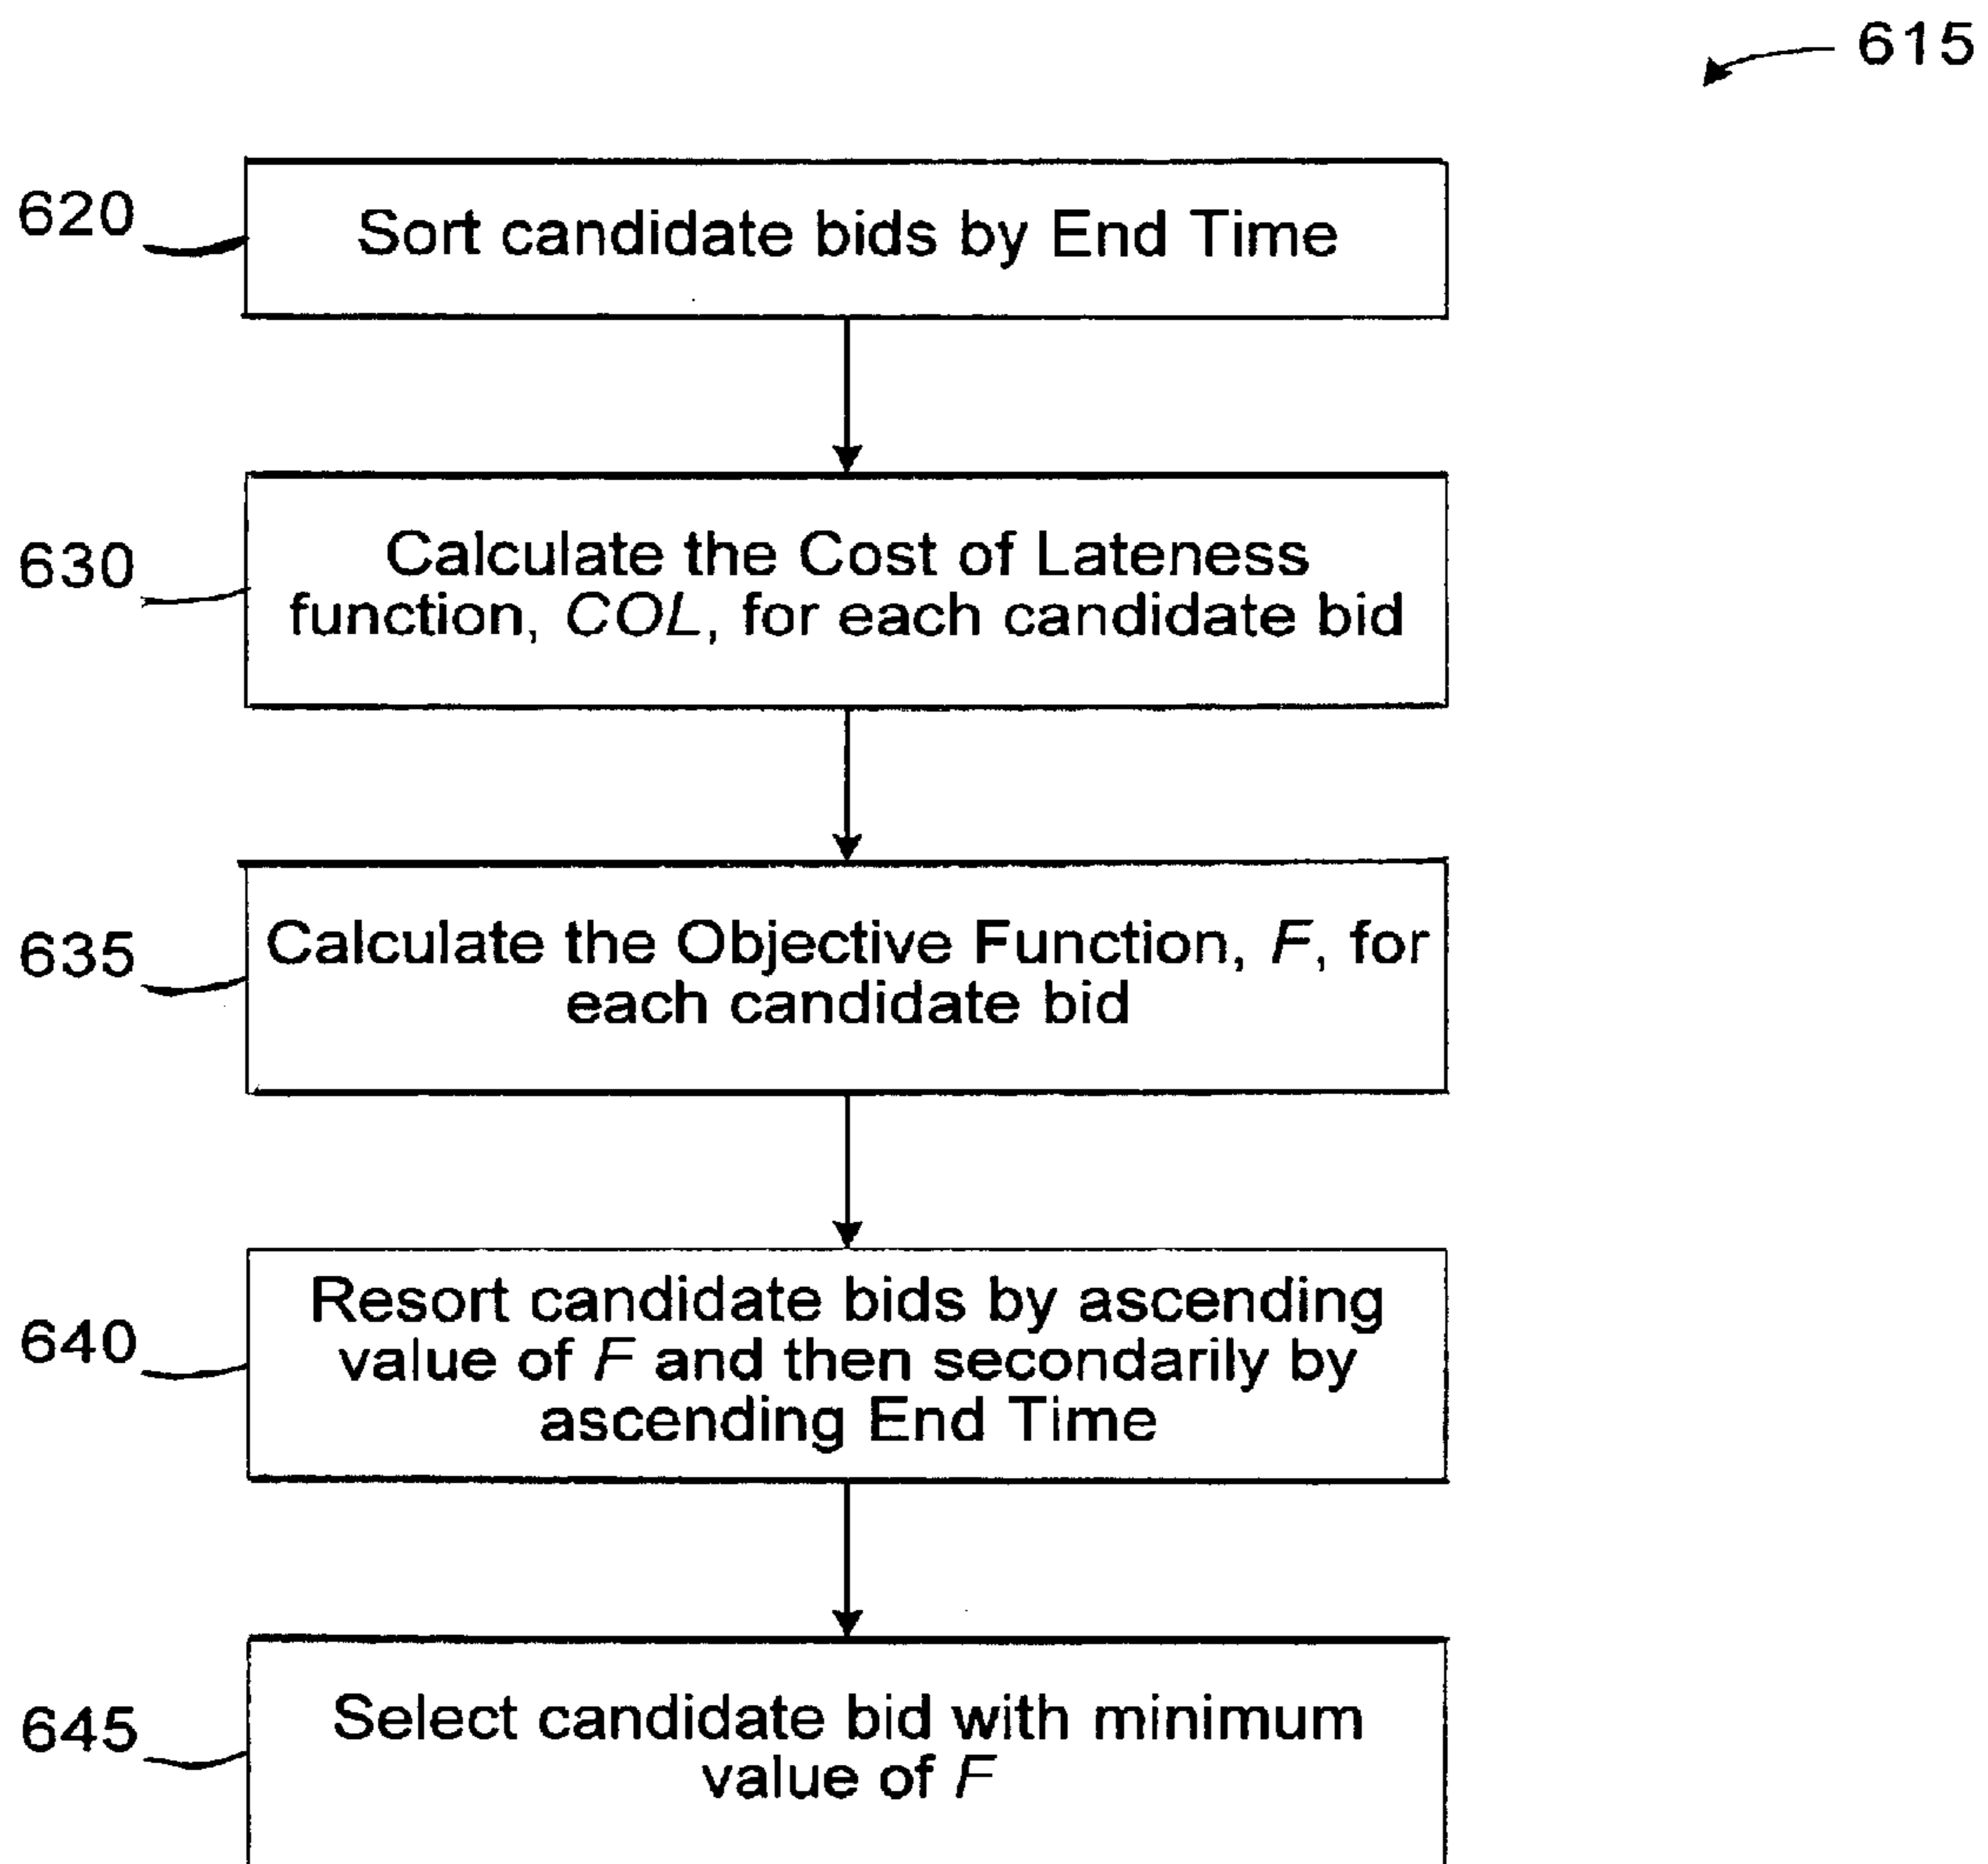 615
620
Sort candidate bids by End Time
630
Calculate the Cost of Lateness
function, COL, for each candidate bid
635
Calculate the Objective Function, F, for
each candidate bid
640
Resort candidate bids by ascending
value of F and then secondarily by
ascending End Time
645
Select candidate bid with minimum
value of F